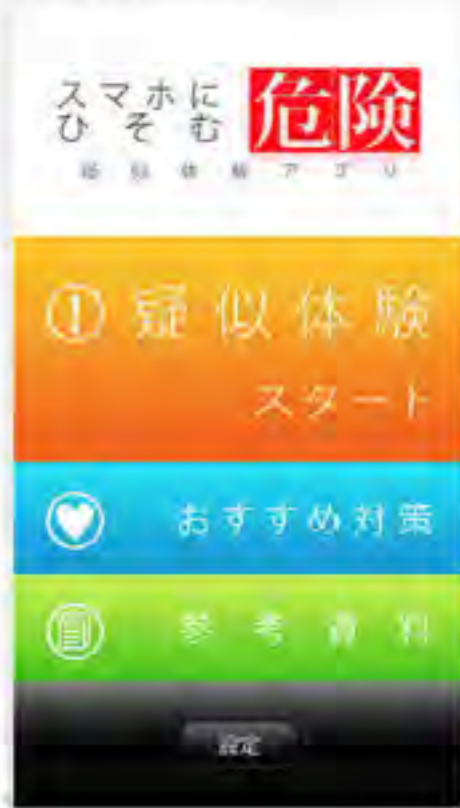 スマホに
ひそむ
危険
疑似体験アプリ
疑似体験
スタート
おすすめ対策
参考資料
設定